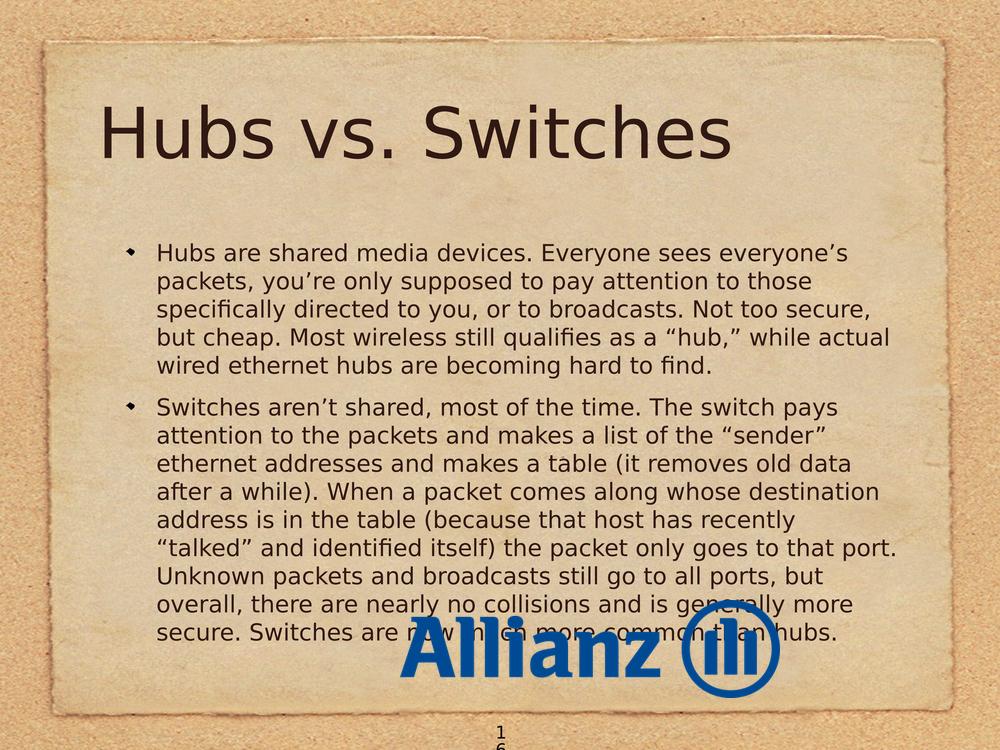 Hubs vs. Switches
Hubs are shared media devices. Everyone sees everyone’s
packets, you’re only supposed to pay attention to those
specifically directed to you, or to broadcasts. Not too secure,
but cheap. Most wireless still qualifies as a “hub,” while actual
wired ethernet hubs are becoming hard to find.
Switches aren’t shared, most of the time. The switch pays
attention to the packets and makes a list of the “sender”
ethernet addresses and makes a table (it removes old data
after a while). When a packet comes along whose destination
address is in the table (because that host has recently
“talked” and identified itself) the packet only goes to that port.
Unknown packets and broadcasts still go to all ports, but
overall, there are nearly no collisions and is generally more
secure. Switches are now much more common than hubs.
Allianz
1
6